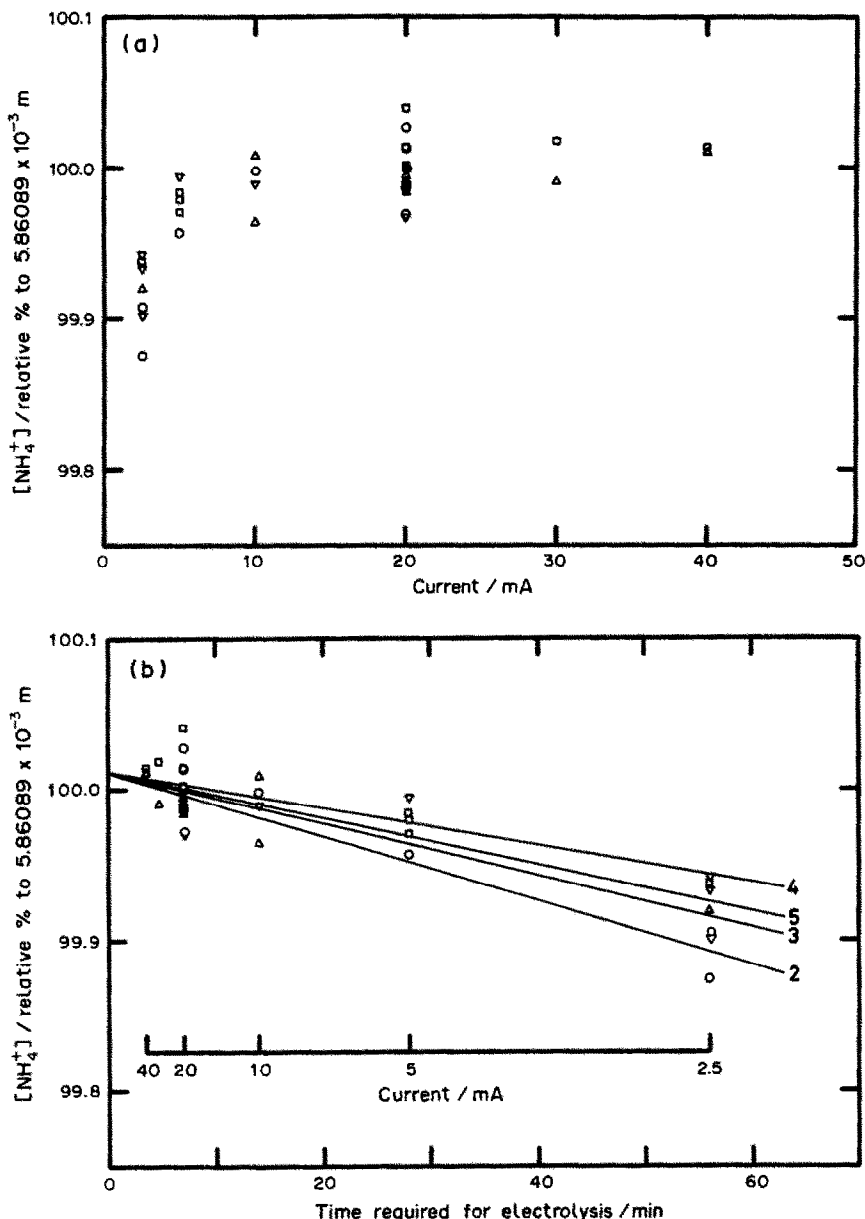 (a)
[NH₄⁺] / relative % to 5.86089 x 10⁻³ m
100.1
100.0
99.9
99.8
0 10 20 30 40 50
Current / mA
(b)
[NH₄⁺] / relative % to 5.86089 x 10⁻³ m
100.1
100.0
99.9
99.8
4
5
3
2
40 20 10 5 2.5
Current / mA
0 20 40 60
Time required for electrolysis / min